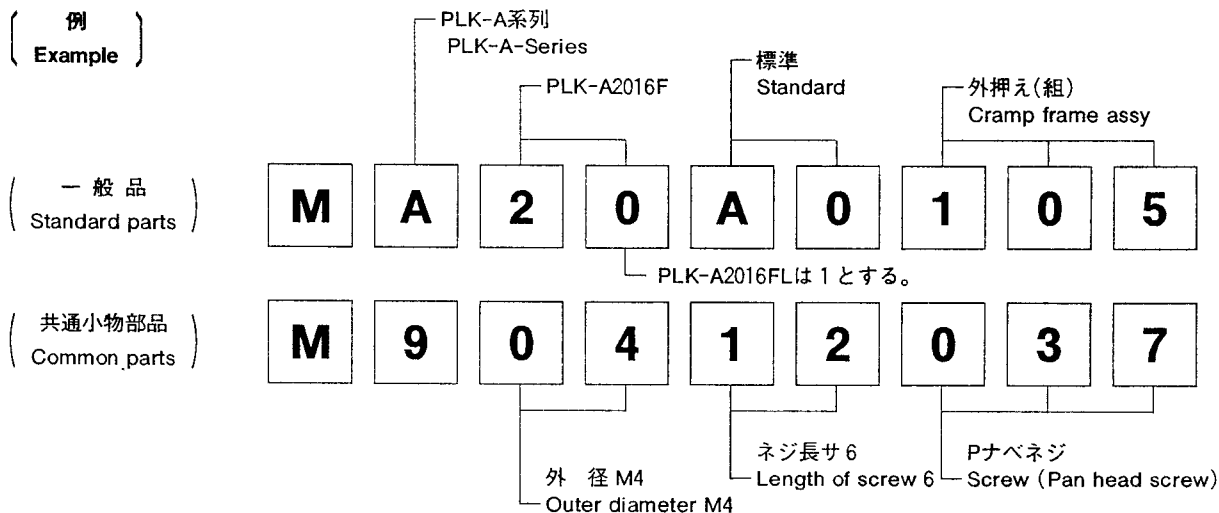 例
Example
PLK-A系列
PLK-A-Series
PLK-A2016F
標準
Standard
外押え(組)
Cramp frame assy
一般品
Standard parts
M A 2 0 A 0 1 0 5
PLK-A2016FLは1とする。
共通小物部品
Common parts
M 9 0 4 1 2 0 3 7
外 径 M4
Outer diameter M4
ネジ長サ 6
Length of screw 6
Pナベネジ
Screw (Pan head screw)